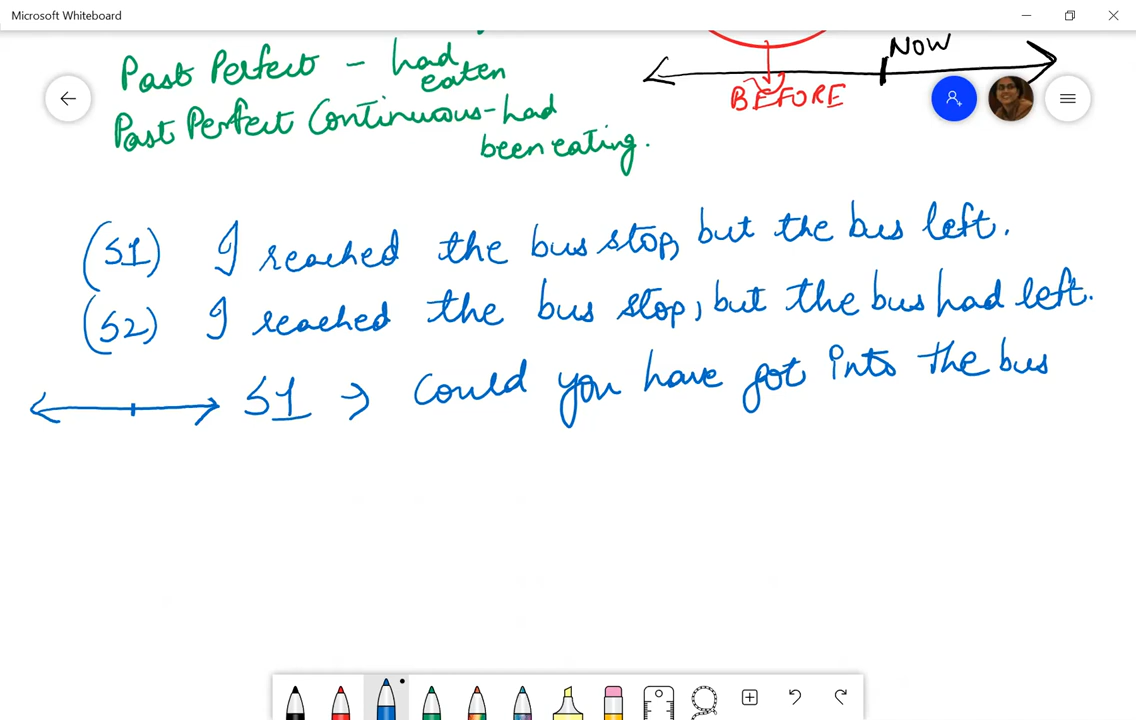 Microsoft Whiteboard
NOW
Past Perfect - had eaten
BEFORE
Past Perfect Continuous - had been eating.
(S1) I reached the bus stop, but the bus left.
(S2) I reached the bus stop, but the bus had left.
S1 → Could you have got into the bus